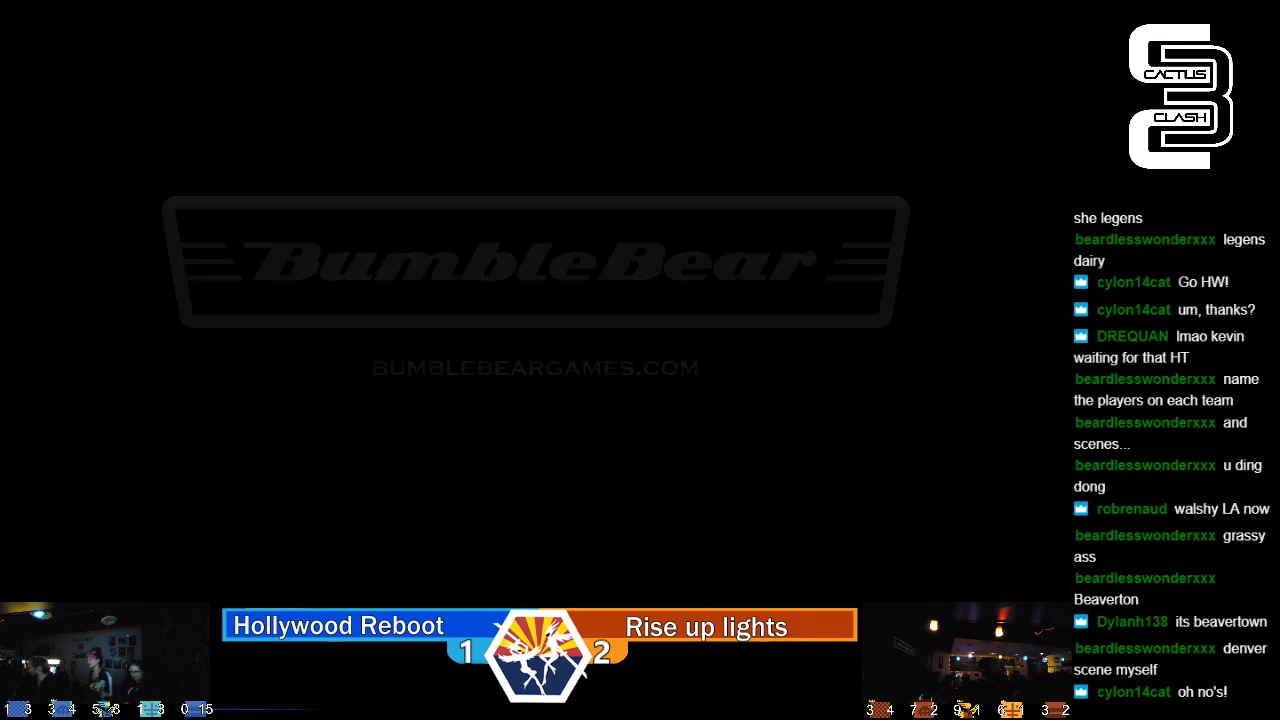 CACTUS
3
CLASH
BumbleBear
BUMBLEBEARGAMES.COM
she legens
beardlesswonderxxx legens
dairy
cylon14cat Go HW!
cylon14cat um, thanks?
DREQUAN lmao kevin
waiting for that HT
beardlesswonderxxx name
the players on each team
beardlesswonderxxx and
scenes...
beardlesswonderxxx u ding
dong
robrenaud walshy LA now
beardlesswonderxxx grassy
ass
beardlesswonderxxx
Beaverton
Dylanh138 its beavertown
beardlesswonderxxx denver
scene myself
cylon14cat oh no's!
Hollywood Reboot
Rise up lights
1
2